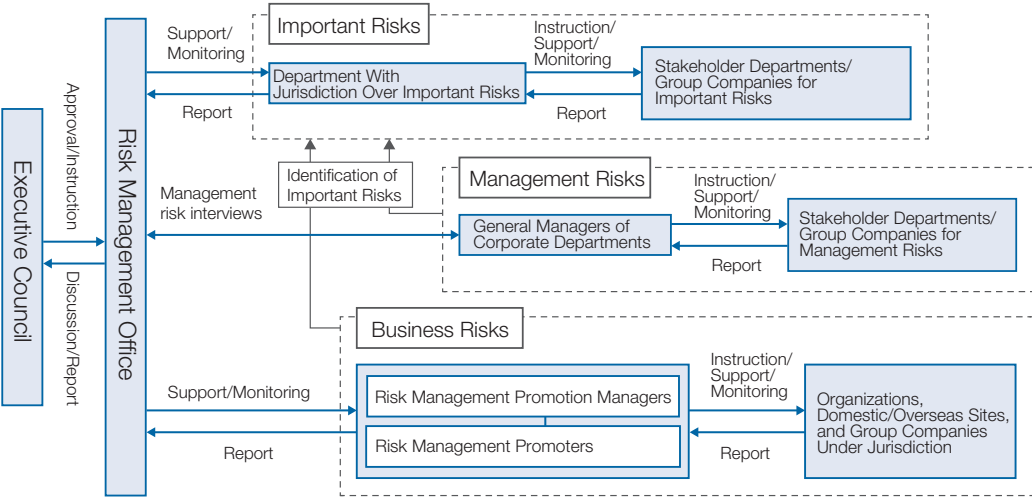 Executive Council
Approval/Instruction
Discussion/Report
Risk Management Office
Important Risks
Support/
Monitoring
Report
Department With
Jurisdiction Over Important Risks
Instruction/
Support/
Monitoring
Report
Stakeholder Departments/
Group Companies for
Important Risks
Identification of
Important Risks
Management Risks
Management
risk interviews
General Managers of
Corporate Departments
Instruction/
Support/
Monitoring
Report
Stakeholder Departments/
Group Companies for
Management Risks
Business Risks
Support/Monitoring
Report
Risk Management Promotion Managers
Risk Management Promoters
Instruction/
Support/
Monitoring
Report
Organizations,
Domestic/Overseas Sites,
and Group Companies
Under Jurisdiction